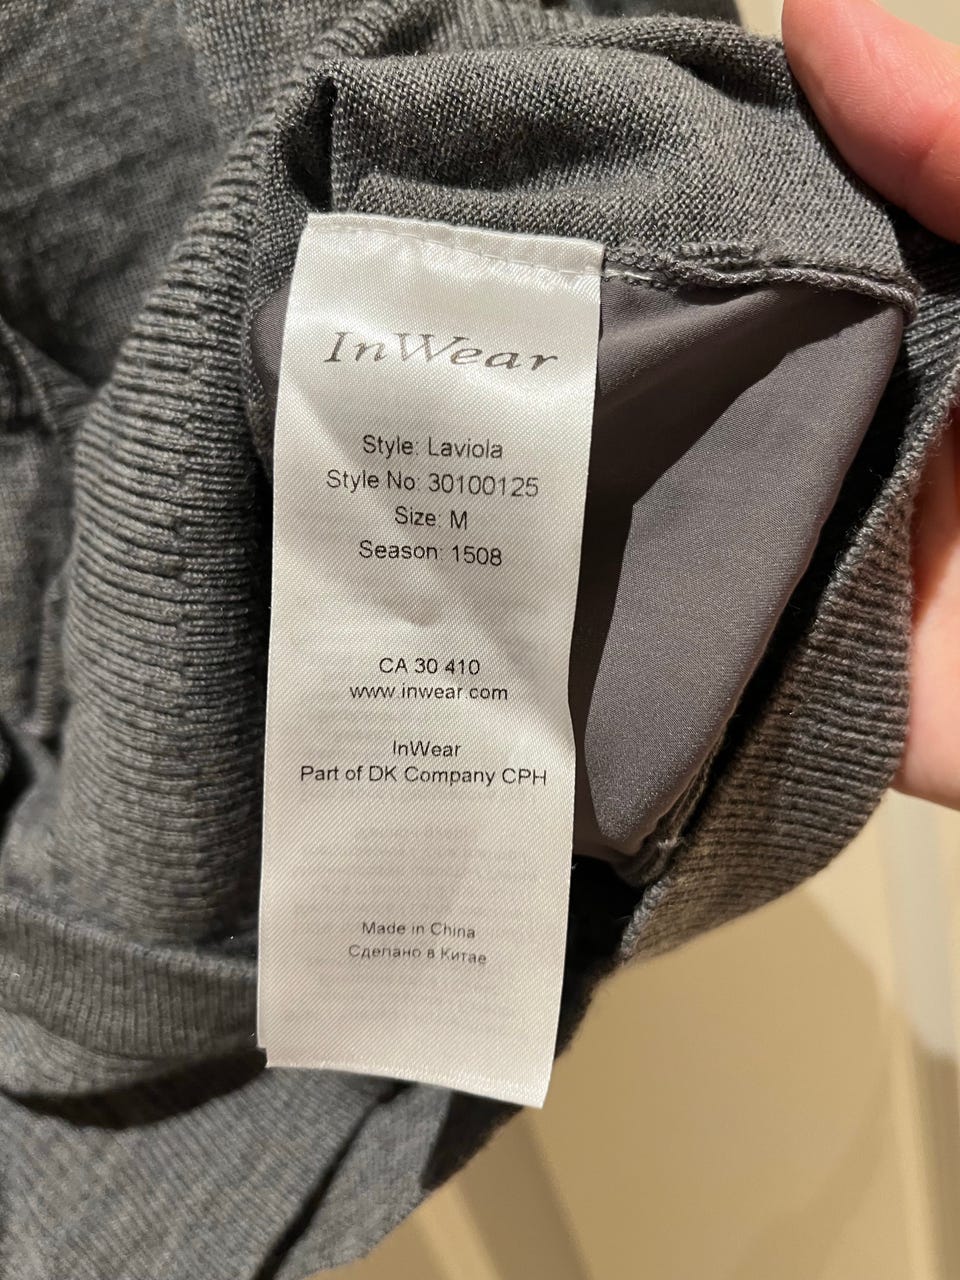 InWear
Style: Laviola
Style No: 30100125
Size: M
Season: 1508
CA 30 410
www.inwear.com
InWear
Part of DK Company CPH
Made in China
Сделано в Китае